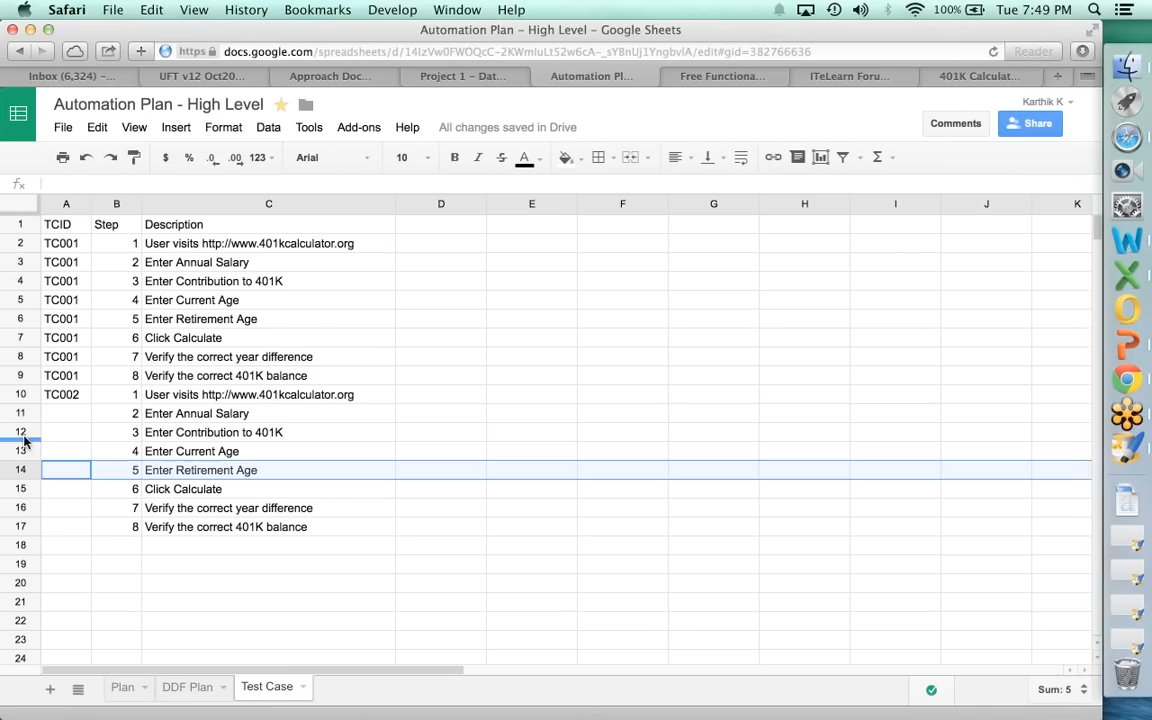 Safari File Edit View History Bookmarks Develop Window Help 100% Tue 7:49 PM
Automation Plan - High Level – Google Sheets
https docs.google.com/spreadsheets/d/14IzVw0FWOQcC-2KWmluLt52w6cA-_sYBnUj1YngbvIA/edit#gid=382766636 Reader
Inbox (6,324) –... UFT v12 Oct20... Approach Doc... Project 1 – Dat... Automation Pl... Free Functiona... ITeLearn Foru... 401K Calculat...
Automation Plan - High Level Karthik K
File Edit View Insert Format Data Tools Add-ons Help All changes saved in Drive Comments Share
$ % .0 .00 123 Arial 10 B I S A Σ
fx
A B C D E F G H I J K
1 TCID Step Description
2 TC001 1 User visits http://www.401kcalculator.org
3 TC001 2 Enter Annual Salary
4 TC001 3 Enter Contribution to 401K
5 TC001 4 Enter Current Age
6 TC001 5 Enter Retirement Age
7 TC001 6 Click Calculate
8 TC001 7 Verify the correct year difference
9 TC001 8 Verify the correct 401K balance
10 TC002 1 User visits http://www.401kcalculator.org
11 2 Enter Annual Salary
12 3 Enter Contribution to 401K
13 4 Enter Current Age
14 5 Enter Retirement Age
15 6 Click Calculate
16 7 Verify the correct year difference
17 8 Verify the correct 401K balance
18
19
20
21
22
23
24
Plan DDF Plan Test Case Sum: 5